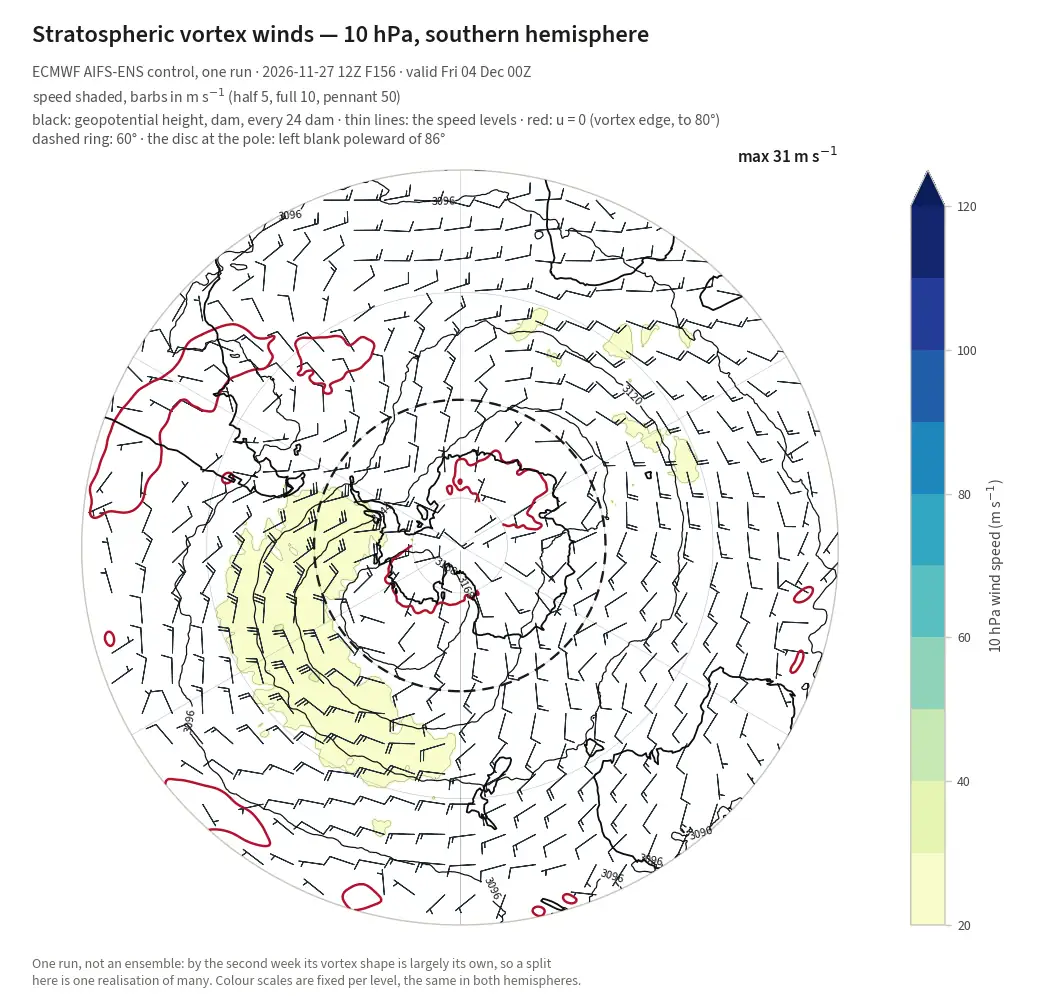 Stratospheric vortex winds — 10 hPa, southern hemisphere
ECMWF AIFS-ENS control, one run · 2026-11-27 12Z F156 · valid Fri 04 Dec 00Z
speed shaded, barbs in m s⁻¹ (half 5, full 10, pennant 50)
black: geopotential height, dam, every 24 dam · thin lines: the speed levels · red: u = 0 (vortex edge, to 80°)
dashed ring: 60° · the disc at the pole: left blank poleward of 86°
max 31 m s⁻¹
3096
3096
3120
3096
3096
3096
3096
3096
120
100
80
60
40
20
10 hPa wind speed (m s⁻¹)
One run, not an ensemble: by the second week its vortex shape is largely its own, so a split
here is one realisation of many. Colour scales are fixed per level, the same in both hemispheres.